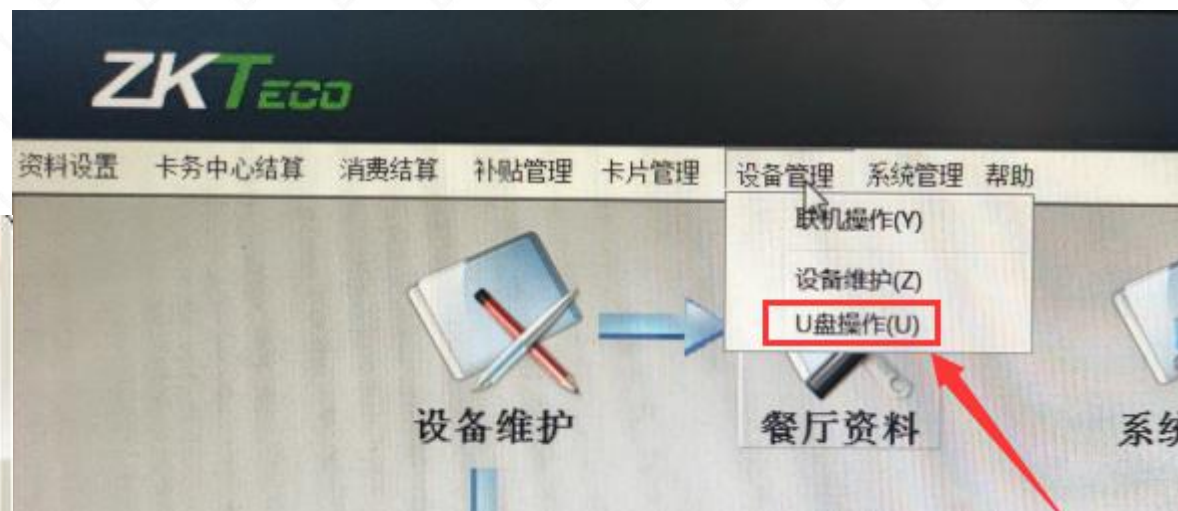 ZKTeco
资料设置 卡务中心结算 消费结算 补贴管理 卡片管理 设备管理 系统管理 帮助
联机操作(Y)
设备维护(Z)
U盘操作(U)
设备维护 餐厅资料 系统